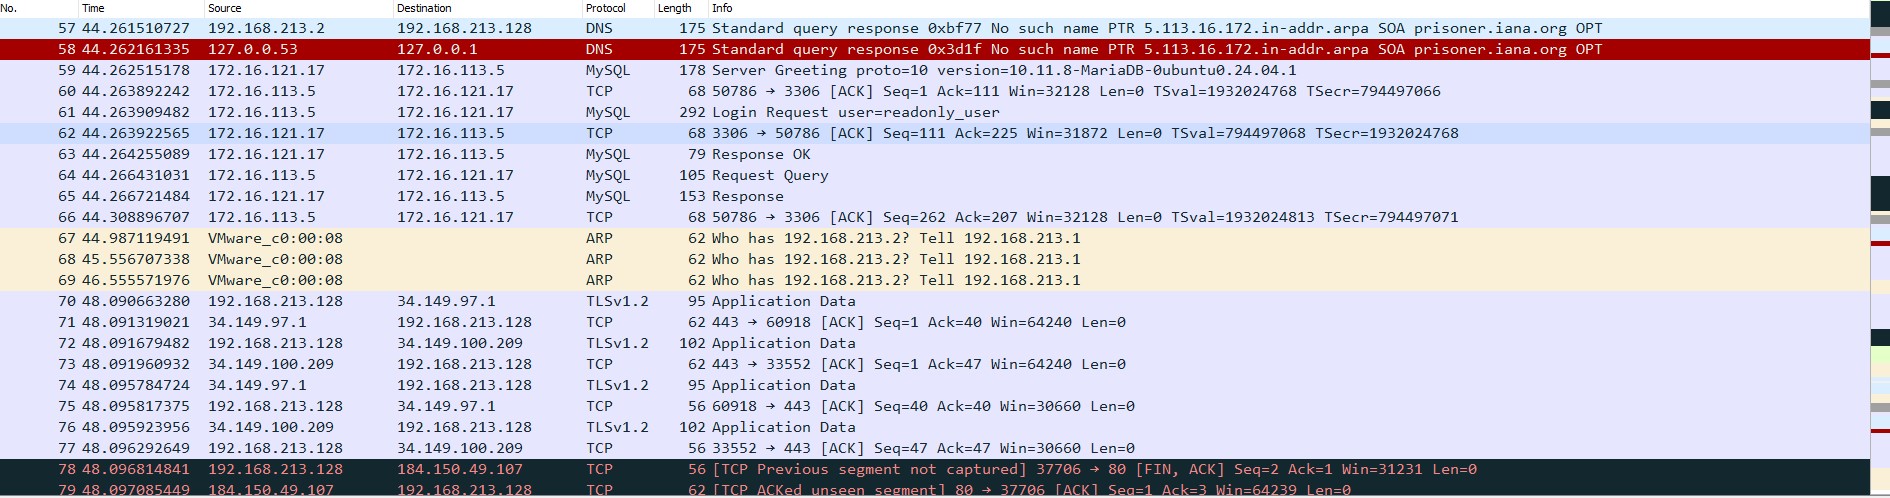 No. Time Source Destination Protocol Length Info
57 44.261510727 192.168.213.2 192.168.213.128 DNS 175 Standard query response 0xbf77 No such name PTR 5.113.16.172.in-addr.arpa SOA prisoner.iana.org OPT
58 44.262161335 127.0.0.53 127.0.0.1 DNS 175 Standard query response 0x3d1f No such name PTR 5.113.16.172.in-addr.arpa SOA prisoner.iana.org OPT
59 44.262515178 172.16.121.17 172.16.113.5 MySQL 178 Server Greeting proto=10 version=10.11.8-MariaDB-0ubuntu0.24.04.1
60 44.263892242 172.16.113.5 172.16.121.17 TCP 68 50786 → 3306 [ACK] Seq=1 Ack=111 Win=32128 Len=0 TSval=1932024768 TSecr=794497066
61 44.263909482 172.16.113.5 172.16.121.17 MySQL 292 Login Request user=readonly_user
62 44.263922565 172.16.121.17 172.16.113.5 TCP 68 3306 → 50786 [ACK] Seq=111 Ack=225 Win=31872 Len=0 TSval=794497068 TSecr=1932024768
63 44.264255089 172.16.121.17 172.16.113.5 MySQL 79 Response OK
64 44.266431031 172.16.113.5 172.16.121.17 MySQL 105 Request Query
65 44.266721484 172.16.121.17 172.16.113.5 MySQL 153 Response
66 44.308896707 172.16.113.5 172.16.121.17 TCP 68 50786 → 3306 [ACK] Seq=262 Ack=207 Win=32128 Len=0 TSval=1932024813 TSecr=794497071
67 44.987119491 VMware_c0:00:08 ARP 62 Who has 192.168.213.2? Tell 192.168.213.1
68 45.556707338 VMware_c0:00:08 ARP 62 Who has 192.168.213.2? Tell 192.168.213.1
69 46.555571976 VMware_c0:00:08 ARP 62 Who has 192.168.213.2? Tell 192.168.213.1
70 48.090663280 192.168.213.128 34.149.97.1 TLSv1.2 95 Application Data
71 48.091319021 34.149.97.1 192.168.213.128 TCP 62 443 → 60918 [ACK] Seq=1 Ack=40 Win=64240 Len=0
72 48.091679482 192.168.213.128 34.149.100.209 TLSv1.2 102 Application Data
73 48.091960932 34.149.100.209 192.168.213.128 TCP 62 443 → 33552 [ACK] Seq=1 Ack=47 Win=64240 Len=0
74 48.095784724 34.149.97.1 192.168.213.128 TLSv1.2 95 Application Data
75 48.095817375 192.168.213.128 34.149.97.1 TCP 56 60918 → 443 [ACK] Seq=40 Ack=40 Win=30660 Len=0
76 48.095923956 34.149.100.209 192.168.213.128 TLSv1.2 102 Application Data
77 48.096292649 192.168.213.128 34.149.100.209 TCP 56 33552 → 443 [ACK] Seq=47 Ack=47 Win=30660 Len=0
78 48.096814841 192.168.213.128 184.150.49.107 TCP 56 [TCP Previous segment not captured] 37706 → 80 [FIN, ACK] Seq=2 Ack=1 Win=31231 Len=0
79 48.097085449 184.150.49.107 192.168.213.128 TCP 62 [TCP ACKed unseen segment] 80 → 37706 [ACK] Seq=1 Ack=3 Win=64239 Len=0